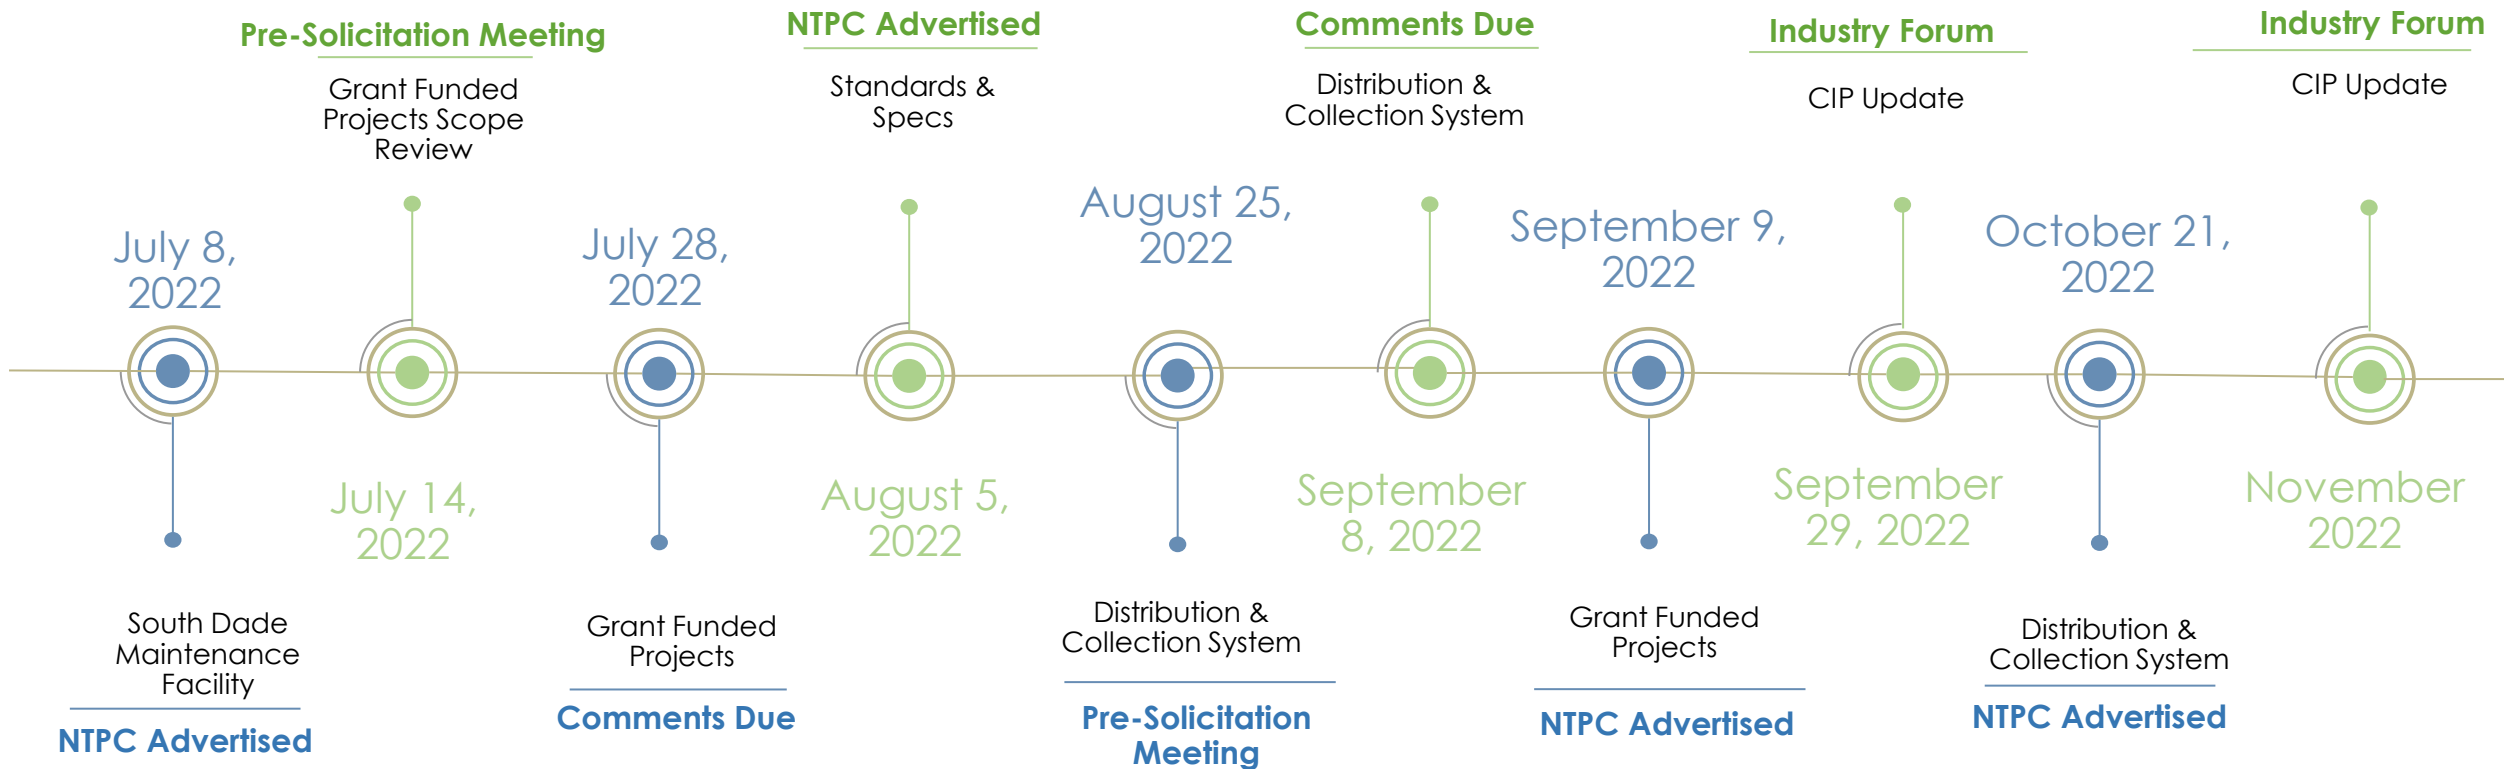 Pre-Solicitation Meeting
Grant Funded
Projects Scope
Review
NTPC Advertised
Standards &
Specs
Comments Due
Distribution &
Collection System
Industry Forum
CIP Update
Industry Forum
CIP Update
July 8,
2022
July 28,
2022
August 25,
2022
September 9,
2022
October 21,
2022
July 14,
2022
August 5,
2022
September
8, 2022
September
29, 2022
November
2022
South Dade
Maintenance
Facility
NTPC Advertised
Grant Funded
Projects
Comments Due
Distribution &
Collection System
Pre-Solicitation
Meeting
Grant Funded
Projects
NTPC Advertised
Distribution &
Collection System
NTPC Advertised